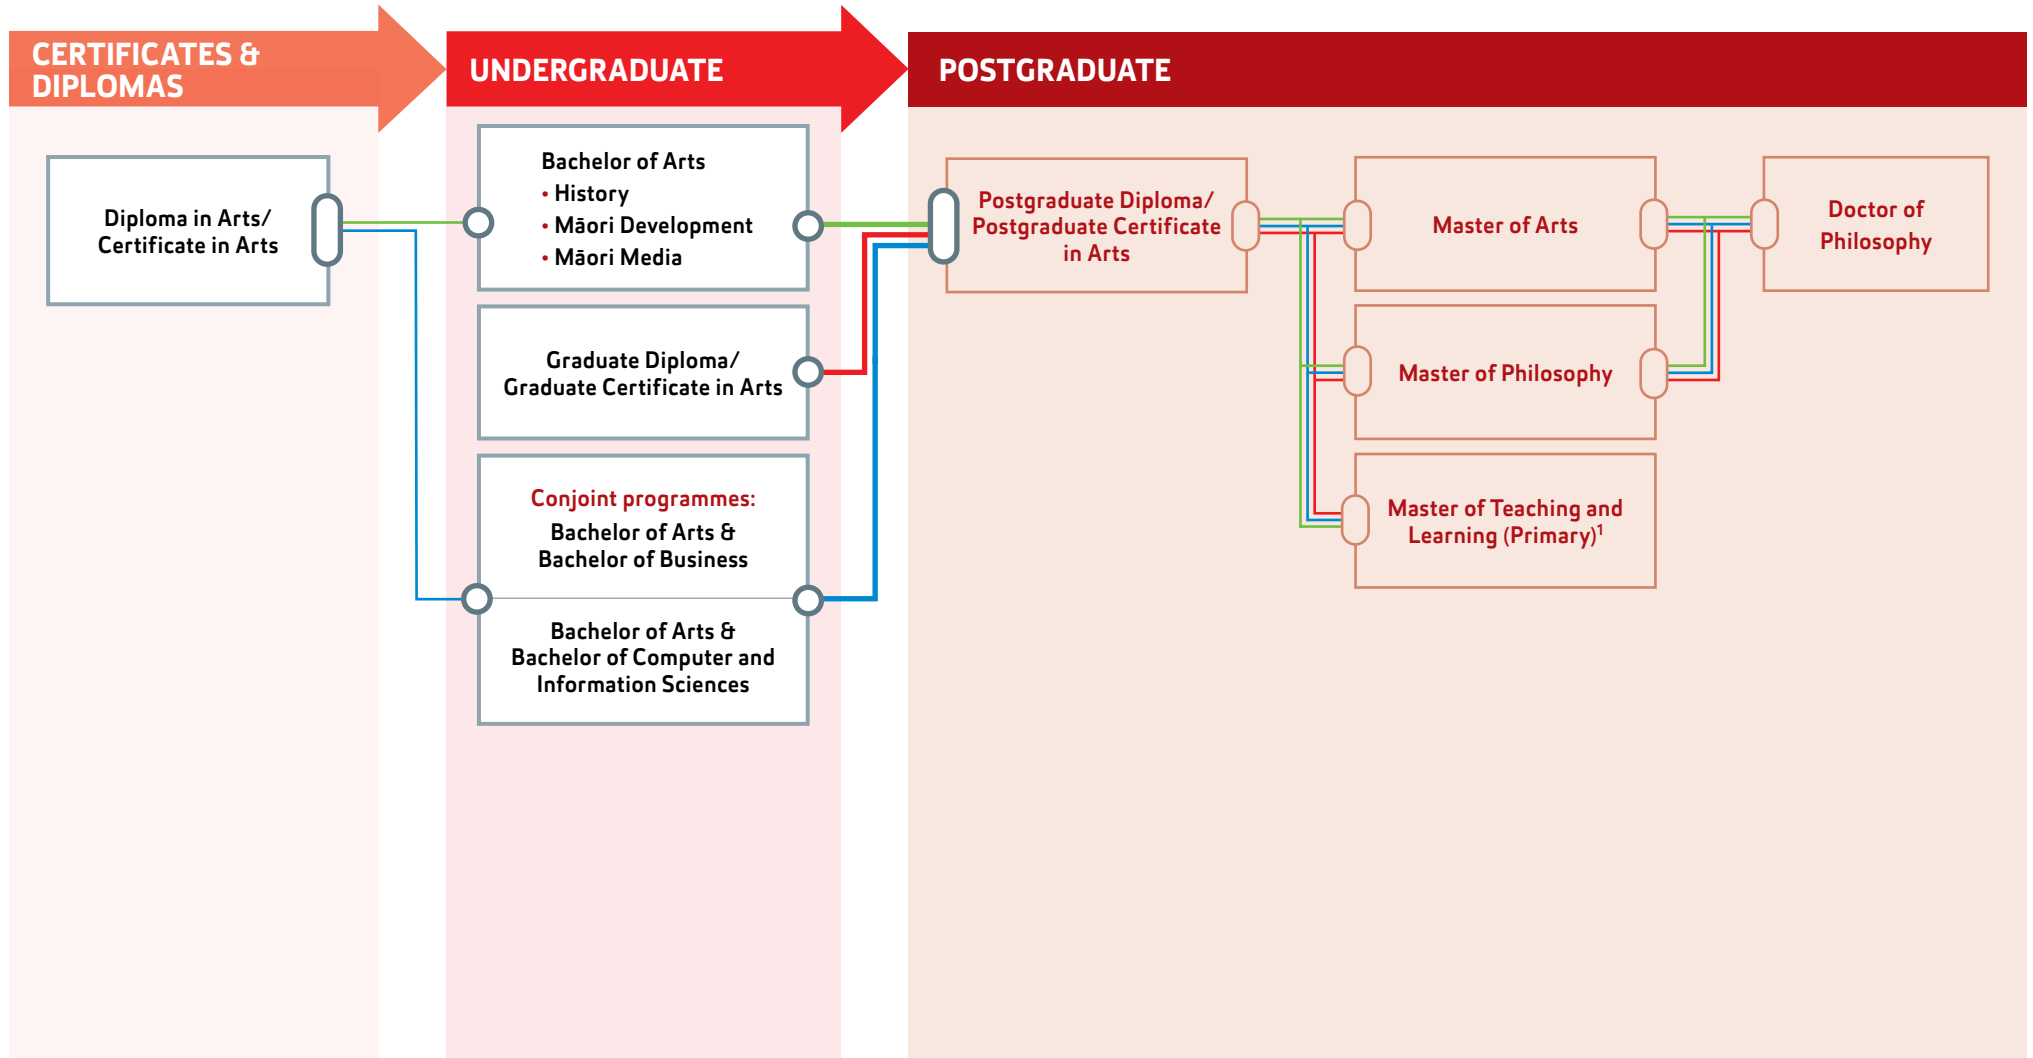 CERTIFICATES &
DIPLOMAS
UNDERGRADUATE
POSTGRADUATE
Diploma in Arts/
Certificate in Arts
Bachelor of Arts
• History
• Māori Development
• Māori Media
Graduate Diploma/
Graduate Certificate in Arts
Conjoint programmes:
Bachelor of Arts &
Bachelor of Business
Bachelor of Arts &
Bachelor of Computer and
Information Sciences
Postgraduate Diploma/
Postgraduate Certificate
in Arts
Master of Arts
Master of Philosophy
Master of Teaching and
Learning (Primary)¹
Doctor of
Philosophy